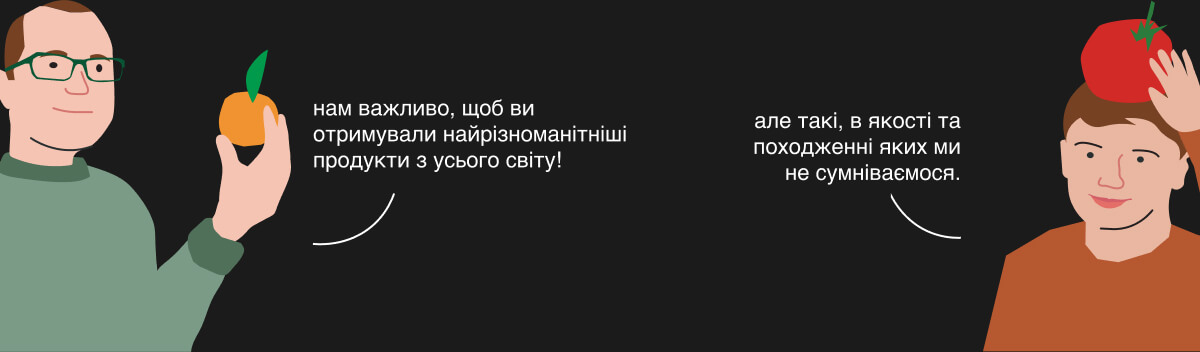 нам важливо, щоб ви
отримували найрізноманітніші
продукти з усього світу!
але такі, в якості та
походженні яких ми
не сумніваємося.